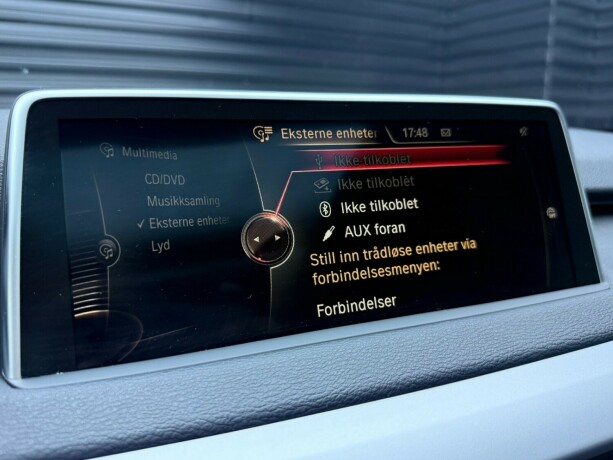 Eksterne enheter
17:48
Multimedia
CD/DVD
Musikksamling
✓ Eksterne enheter
Lyd
Ikke tilkoblet
Ikke tilkoblet
Ikke tilkoblet
AUX foran
Still inn trådløse enheter via
forbindelsesmenyen:
Forbindelser